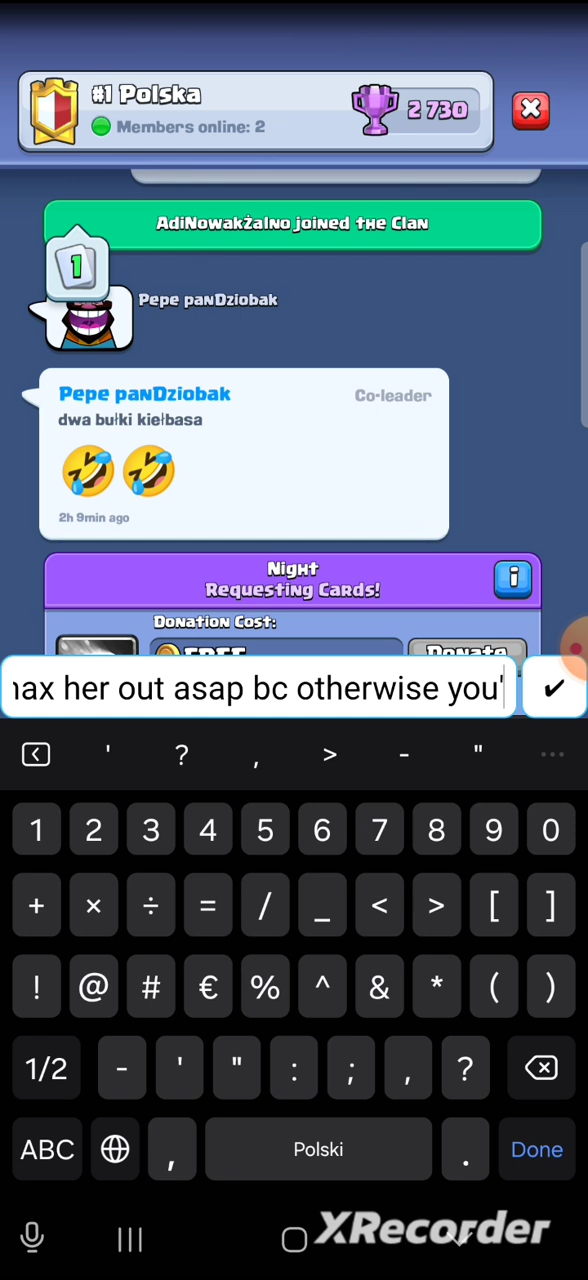 #1 Polska
2 730
Members online: 2
AdiNowakŻalno joined the Clan
1
Pepe panDziobak
Pepe panDziobak
Co-leader
dwa bułki kiełbasa
2h 9min ago
Night
Requesting Cards!
Donation Cost:
FREE
Donate
max her out asap bc otherwise you'
' ? , > - " ...
1 2 3 4 5 6 7 8 9 0
+ × ÷ = / _ < > [ ]
! @ # € % ^ & * ( )
1/2 - ' " : ; , ?
ABC , Polski . Done
XRecorder